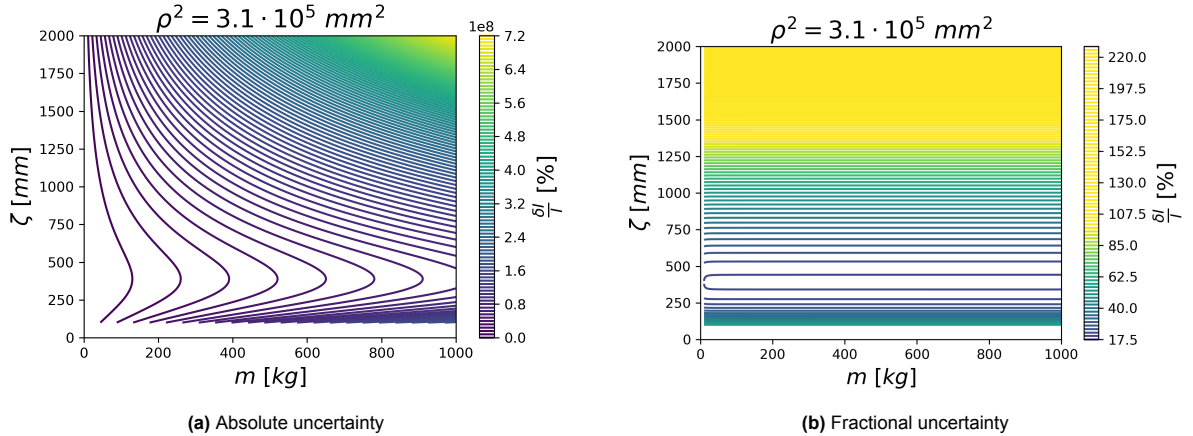 ρ² = 3.1 · 10⁵ mm²
1e8
2000
1750
1500
1250
1000
750
500
250
0
ζ [mm]
0 200 400 600 800 1000
m [kg]
7.2
6.4
5.6
4.8
4.0
3.2
2.4
1.6
0.8
0.0
δI/I [%]
(a) Absolute uncertainty
ρ² = 3.1 · 10⁵ mm²
2000
1750
1500
1250
1000
750
500
250
0
ζ [mm]
0 200 400 600 800 1000
m [kg]
220.0
197.5
175.0
152.5
130.0
107.5
85.0
62.5
40.0
17.5
δI/I [%]
(b) Fractional uncertainty